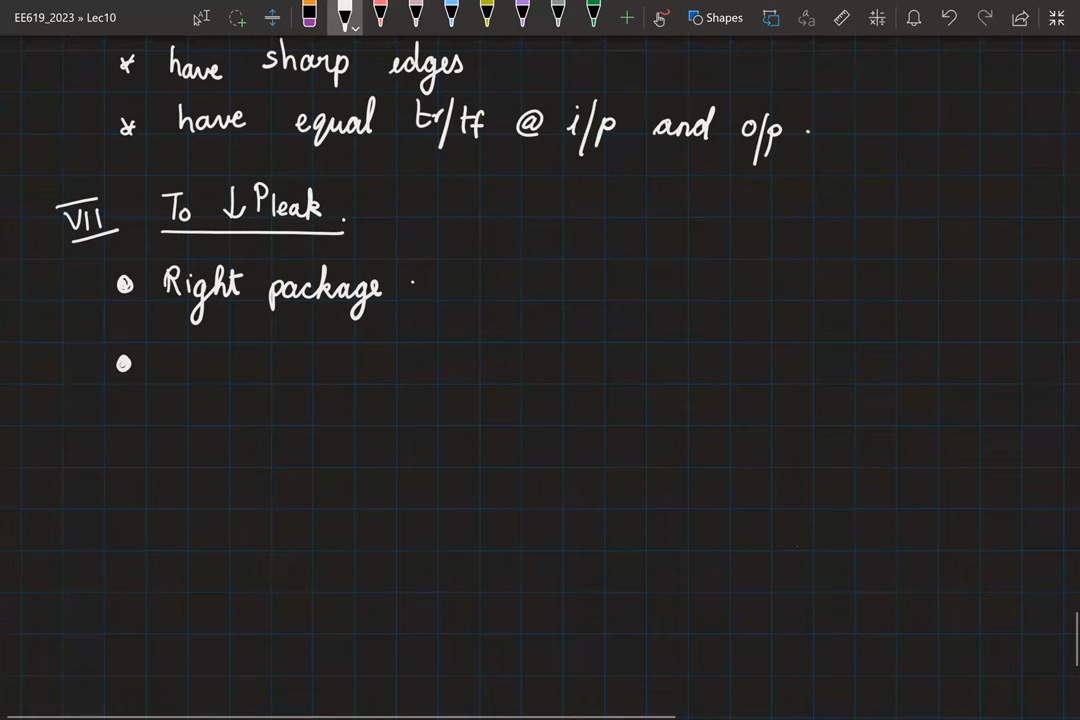 EE619_2023 » Lec10
Shapes
* have sharp edges
* have equal tr/tf @ i/p and o/p.
VII To ↓ Pleak.
• Right package.
•